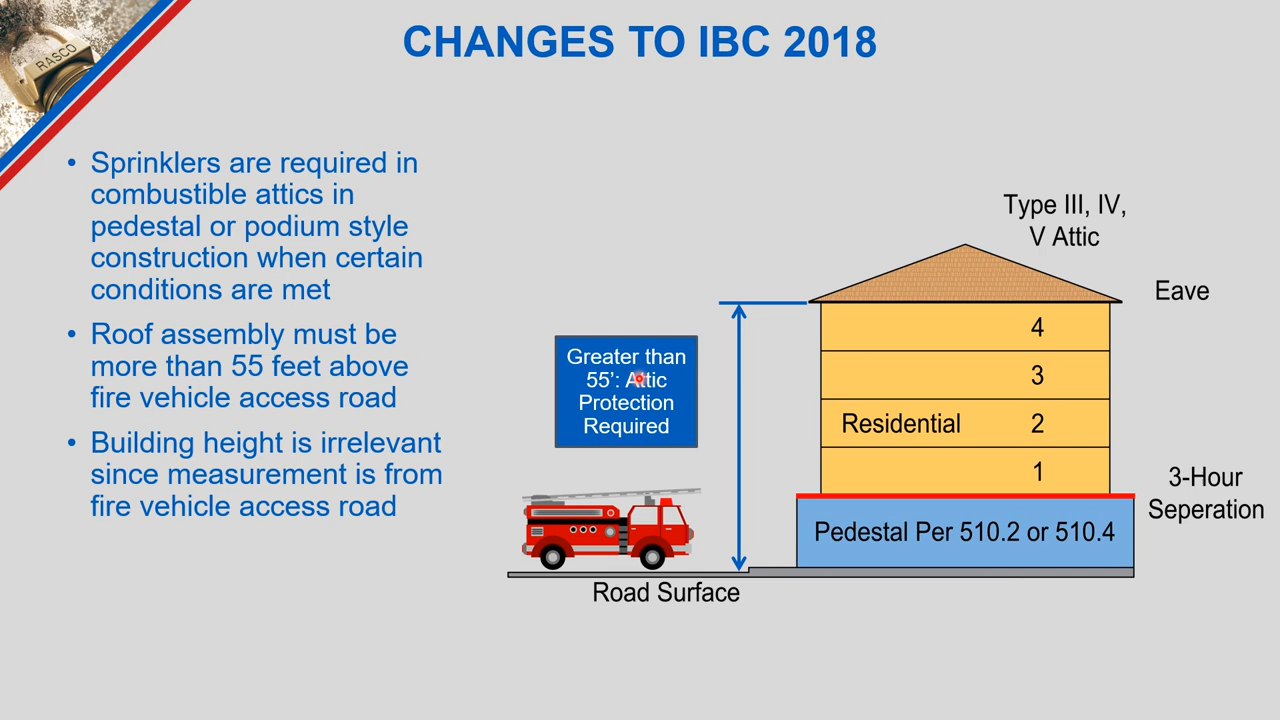 RASCO
CHANGES TO IBC 2018
• Sprinklers are required in
combustible attics in
pedestal or podium style
construction when certain
conditions are met
• Roof assembly must be
more than 55 feet above
fire vehicle access road
• Building height is irrelevant
since measurement is from
fire vehicle access road
Type III, IV,
V Attic
Eave
Greater than
55’: Attic
Protection
Required
4
3
Residential 2
1
3-Hour
Seperation
Pedestal Per 510.2 or 510.4
Road Surface